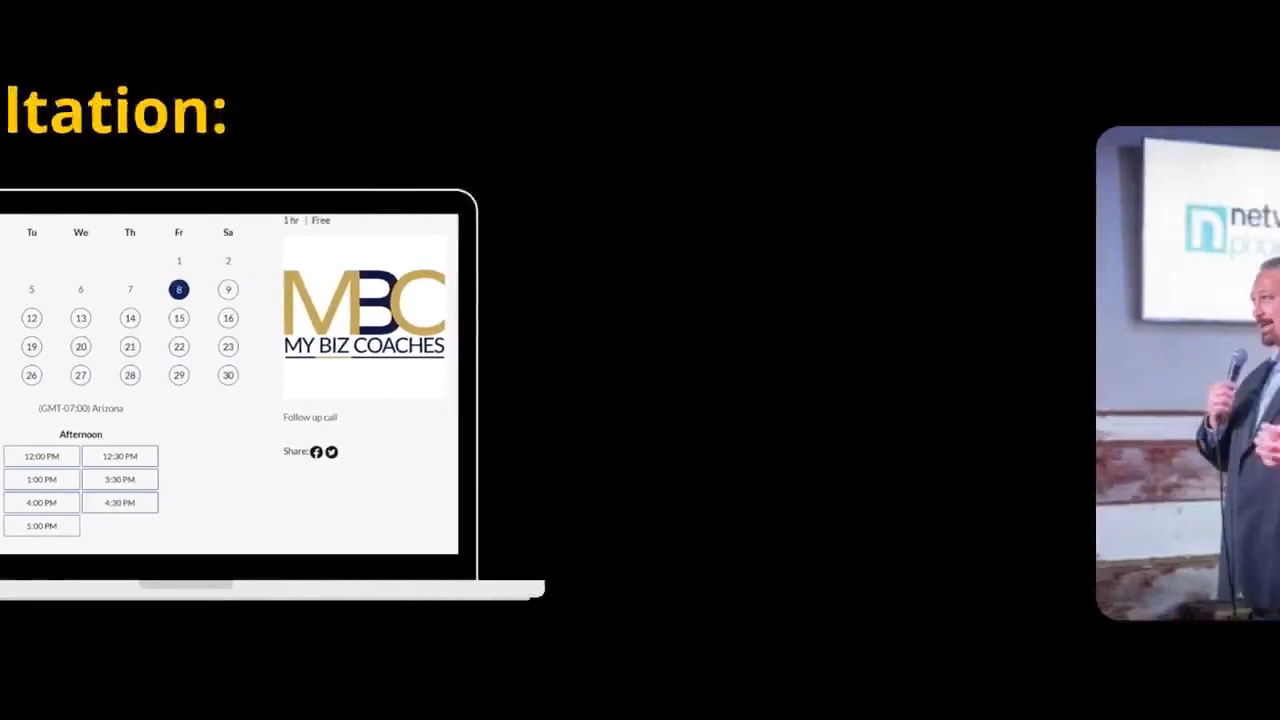 ltation:
1 hr | Free
Tu We Th Fr Sa
1 2
5 6 7 8 9
12 13 14 15 16
19 20 21 22 23
26 27 28 29 30
(GMT-07:00) Arizona
Afternoon
12:00 PM 12:30 PM
1:00 PM 3:30 PM
4:00 PM 4:30 PM
5:00 PM
MBC
MY BIZ COACHES
Follow up call
Share:
n netw
pho